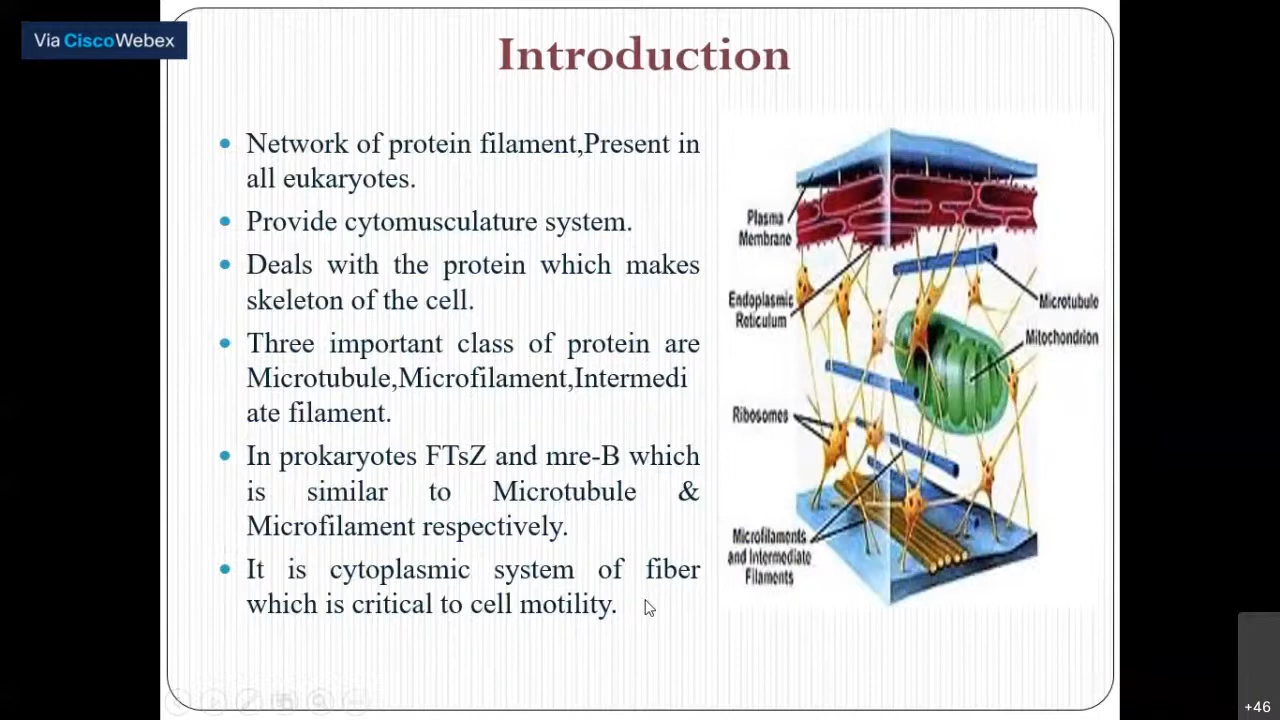 Via CiscoWebex
Introduction
Network of protein filament,Present in
all eukaryotes.
Provide cytomusculature system.
Deals with the protein which makes
skeleton of the cell.
Three important class of protein are
Microtubule,Microfilament,Intermedi
ate filament.
In prokaryotes FTsZ and mre-B which
is similar to Microtubule &
Microfilament respectively.
It is cytoplasmic system of fiber
which is critical to cell motility.
Plasma
Membrane
Endoplasmic
Reticulum
Microtubule
Mitochondrion
Ribosomes
Microfilaments
and Intermediate
Filaments
+46